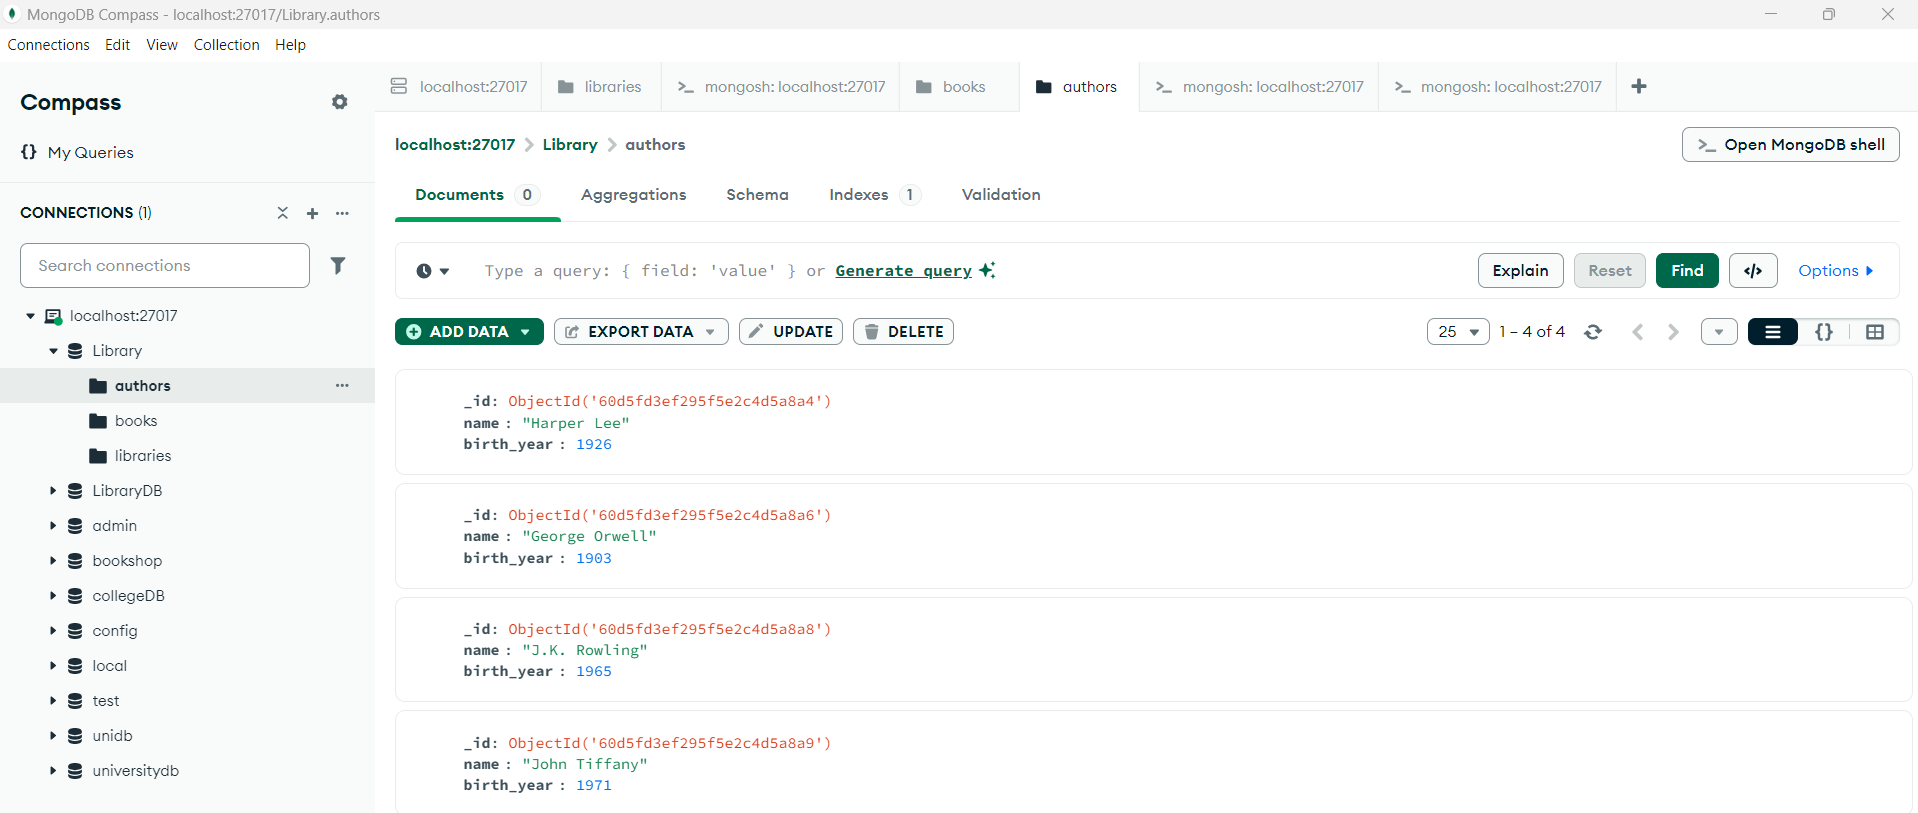 MongoDB Compass - localhost:27017/Library.authors
Connections Edit View Collection Help
Compass
{} My Queries
CONNECTIONS (1)
Search connections
localhost:27017
Library
authors
books
libraries
LibraryDB
admin
bookshop
collegeDB
config
local
test
unidb
universitydb
localhost:27017 libraries >_ mongosh: localhost:27017 books authors >_ mongosh: localhost:27017 >_ mongosh: localhost:27017 +
localhost:27017 > Library > authors
>_ Open MongoDB shell
Documents 0 Aggregations Schema Indexes 1 Validation
Type a query: { field: 'value' } or Generate query
Explain Reset Find </> Options
ADD DATA EXPORT DATA UPDATE DELETE
25 1 – 4 of 4 {}
_id: ObjectId('60d5fd3ef295f5e2c4d5a8a4')
name : "Harper Lee"
birth_year : 1926
_id: ObjectId('60d5fd3ef295f5e2c4d5a8a6')
name : "George Orwell"
birth_year : 1903
_id: ObjectId('60d5fd3ef295f5e2c4d5a8a8')
name : "J.K. Rowling"
birth_year : 1965
_id: ObjectId('60d5fd3ef295f5e2c4d5a8a9')
name : "John Tiffany"
birth_year : 1971